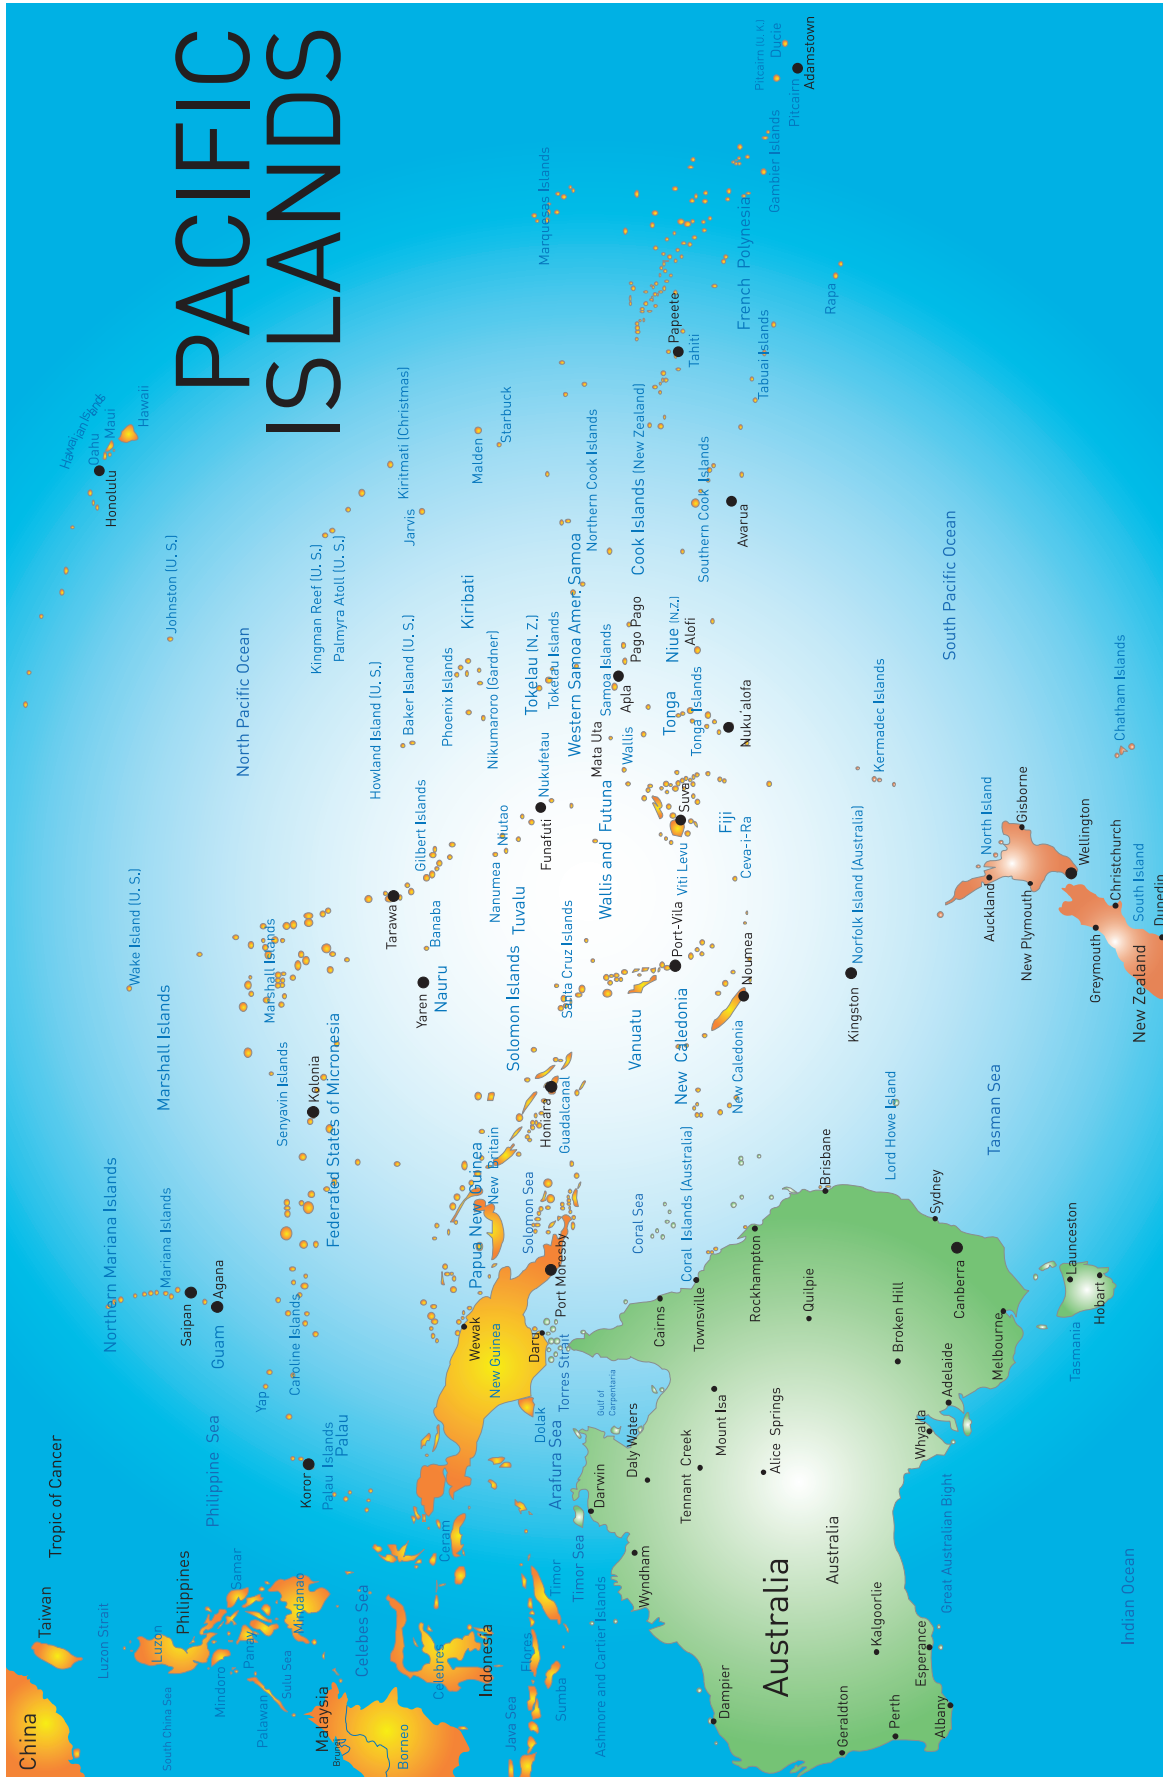 PACIFIC
ISLANDS
China
Taiwan
Tropic of Cancer
Luzon Strait
Luzon
Philippines
South China Sea
Mindoro
Panay
Samar
Palawan
Sulu Sea
Mindanao
Malaysia
Brunei
Borneo
Celebes Sea
Celebres
Indonesia
Java Sea
Flores
Sumba
Timor
Ceram
Timor Sea
Ashmore and Cartier Islands
Philippine Sea
Northern Mariana Islands
Mariana Islands
Saipan
Agana
Guam
Yap
Caroline Islands
Koror
Palau Islands
Palau
Federated States of Micronesia
Senyavin Islands
Kolonia
Marshall Islands
Marshall Islands
Wake Island (U. S.)
North Pacific Ocean
Johnston (U. S.)
Hawaiian Islands
Oahu
Maui
Hawaii
Honolulu
Kingman Reef (U. S.)
Palmyra Atoll (U. S.)
Howland Island (U. S.)
Baker Island (U. S.)
Jarvis
Kiritmati (Christmas)
Malden
Starbuck
Kiribati
Phoenix Islands
Nikumaroro (Gardner)
Gilbert Islands
Tarawa
Banaba
Yaren
Nauru
Nanumea
Niutao
Nukufetau
Funafuti
Tuvalu
Tokelau (N. Z.)
Tokelau Islands
Solomon Islands
Santa Cruz Islands
Honiara
Guadalcanal
Papua New Guinea
New Britain
Solomon Sea
Wewak
New Guinea
Daru
Port Moresby
Torres Strait
Dolak
Arafura Sea
Western Samoa
Amer. Samoa
Samoa Islands
Apla
Pago Pago
Mata Uta
Wallis
Wallis and Futuna
Northern Cook Islands
Cook Islands (New Zealand)
Southern Cook Islands
Avarua
Niue (N.Z.)
Alofi
Tonga
Tonga Islands
Nuku'alofa
Suva
Viti Levu
Fiji
Ceva-i-Ra
Port-Vila
Vanuatu
New Caledonia
New Caledonia
Noumea
Coral Sea
Coral Islands (Australia)
Marquesas Islands
Papeete
Tahiti
French Polynesia
Tabuai Islands
Gambier Islands
Rapa
Pitcairn (U. K.)
Ducie
Pitcairn
Adamstown
South Pacific Ocean
Kermadec Islands
Chatham Islands
Norfolk Island (Australia)
Kingston
Lord Howe Island
Tasman Sea
North Island
Auckland
Gisborne
New Plymouth
Wellington
Christchurch
Greymouth
South Island
Dunedin
New Zealand
Gulf of
Carpentaria
Cairns
Townsville
Rockhampton
Brisbane
Quilpie
Broken Hill
Sydney
Canberra
Melbourne
Adelaide
Whyalla
Launceston
Hobart
Tasmania
Darwin
Daly Waters
Tennant Creek
Mount Isa
Alice Springs
Wyndham
Australia
Australia
Dampier
Kalgoorlie
Geraldton
Perth
Albany
Esperance
Great Australian Bight
Indian Ocean